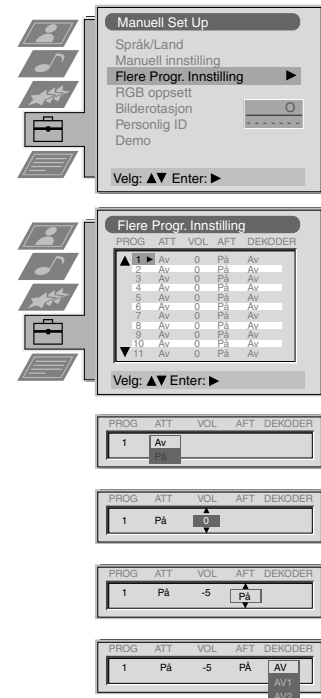 Manuell Set Up
Språk/Land
Manuell innstilling
Flere Progr. Innstilling
RGB oppsett
Bilderotasjon O
Personlig ID - - - - - - -
Demo
Velg: ▲▼ Enter: ▶
Flere Progr. Innstilling
PROG ATT VOL AFT DEKODER
1 Av 0 På Av
2 Av 0 På Av
3 Av 0 På Av
4 Av 0 På Av
5 Av 0 På Av
6 Av 0 På Av
7 Av 0 På Av
8 Av 0 På Av
9 Av 0 På Av
10 Av 0 På Av
11 Av 0 På Av
Velg: ▲▼ Enter: ▶
PROG ATT VOL AFT DEKODER
1 Av
På
PROG ATT VOL AFT DEKODER
1 På 0
PROG ATT VOL AFT DEKODER
1 På -5 På
PROG ATT VOL AFT DEKODER
1 På -5 PÅ AV
AV1
AV2